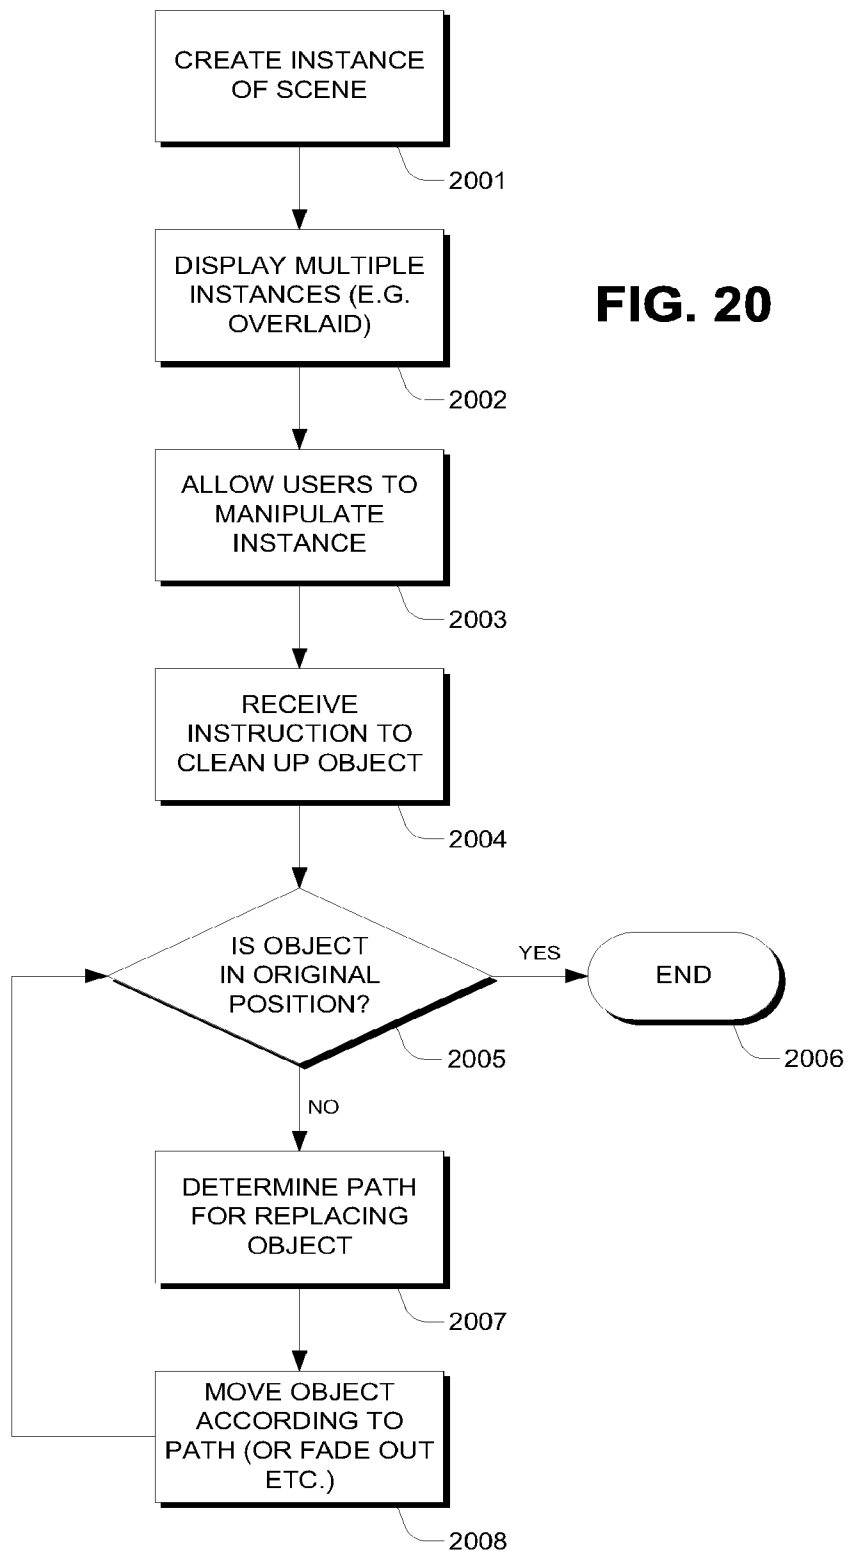 CREATE INSTANCE
OF SCENE
2001
DISPLAY MULTIPLE
INSTANCES (E.G.
OVERLAID)
FIG. 20
2002
ALLOW USERS TO
MANIPULATE
INSTANCE
2003
RECEIVE
INSTRUCTION TO
CLEAN UP OBJECT
2004
IS OBJECT
IN ORIGINAL
POSITION?
YES
END
2005
2006
NO
DETERMINE PATH
FOR REPLACING
OBJECT
2007
MOVE OBJECT
ACCORDING TO
PATH (OR FADE OUT
ETC.)
2008